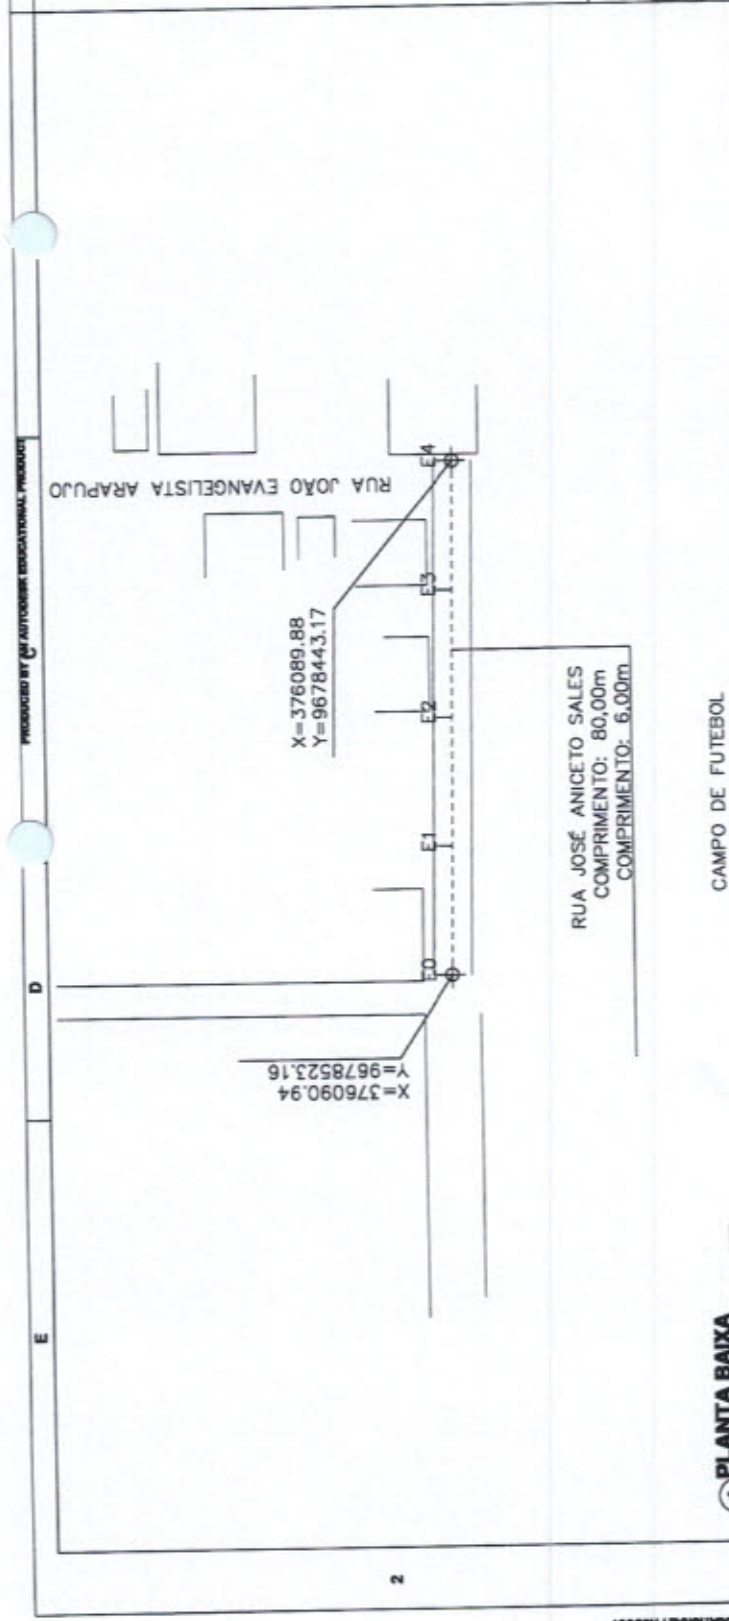 PRODUCED BY AN AUTODESK EDUCATIONAL PRODUCT
E
D
C
2
RUA JOÃO EVANGELISTA ARAPUJO
X=376089.88
Y=9678443.17
X=376090.94
Y=9678523.16
E0
E1
E2
E3
E4
RUA JOSÉ ANICETO SALES
COMPRIMENTO: 80,00m
COMPRIMENTO: 6,00m
CAMPO DE FUTEBOL
PLANTA BAIXA